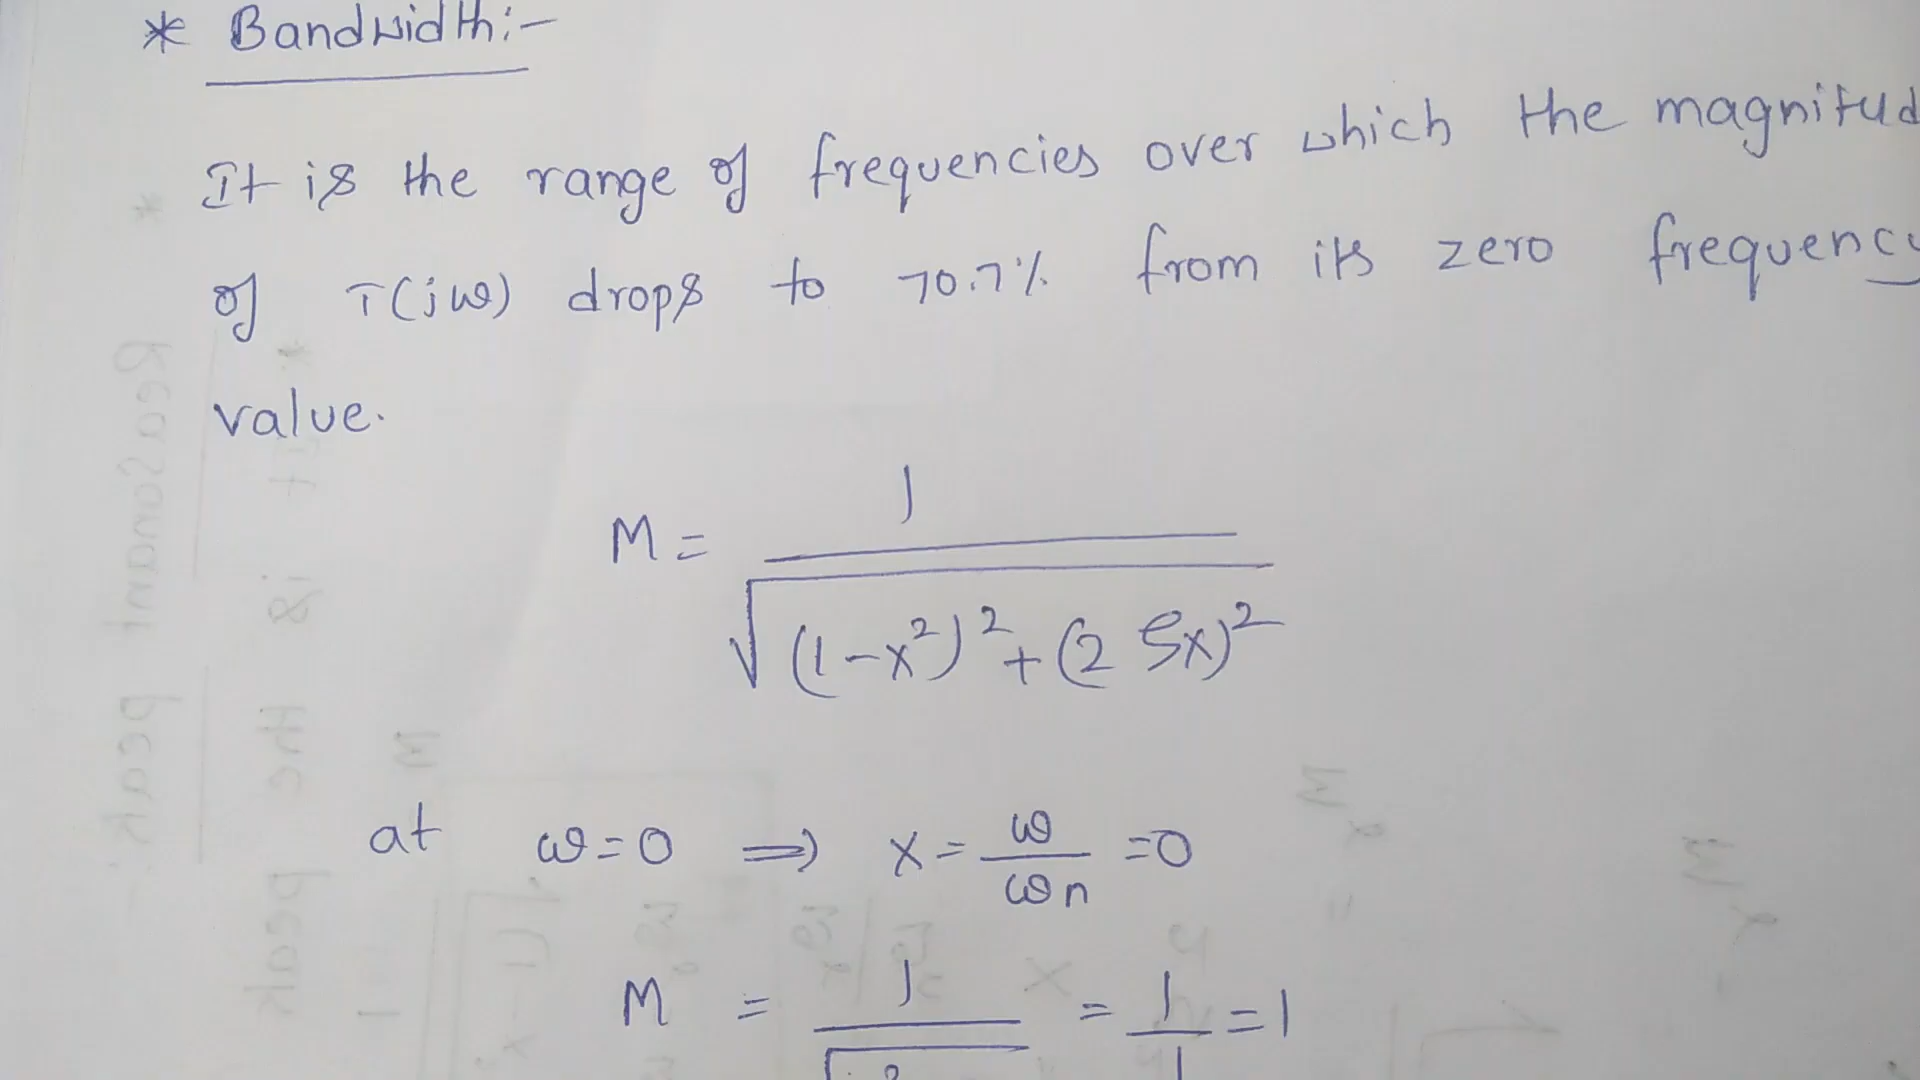 * Bandwidth:-
It is the range of frequencies over which the magnitud
of T(jω) drops to 70.7% from its zero frequency
value.
M = 1 / √((1-x²)² + (2ζx)²)
at ω=0 ⇒ x = ω/ωn =0
M = 1/√ = 1/1 = 1